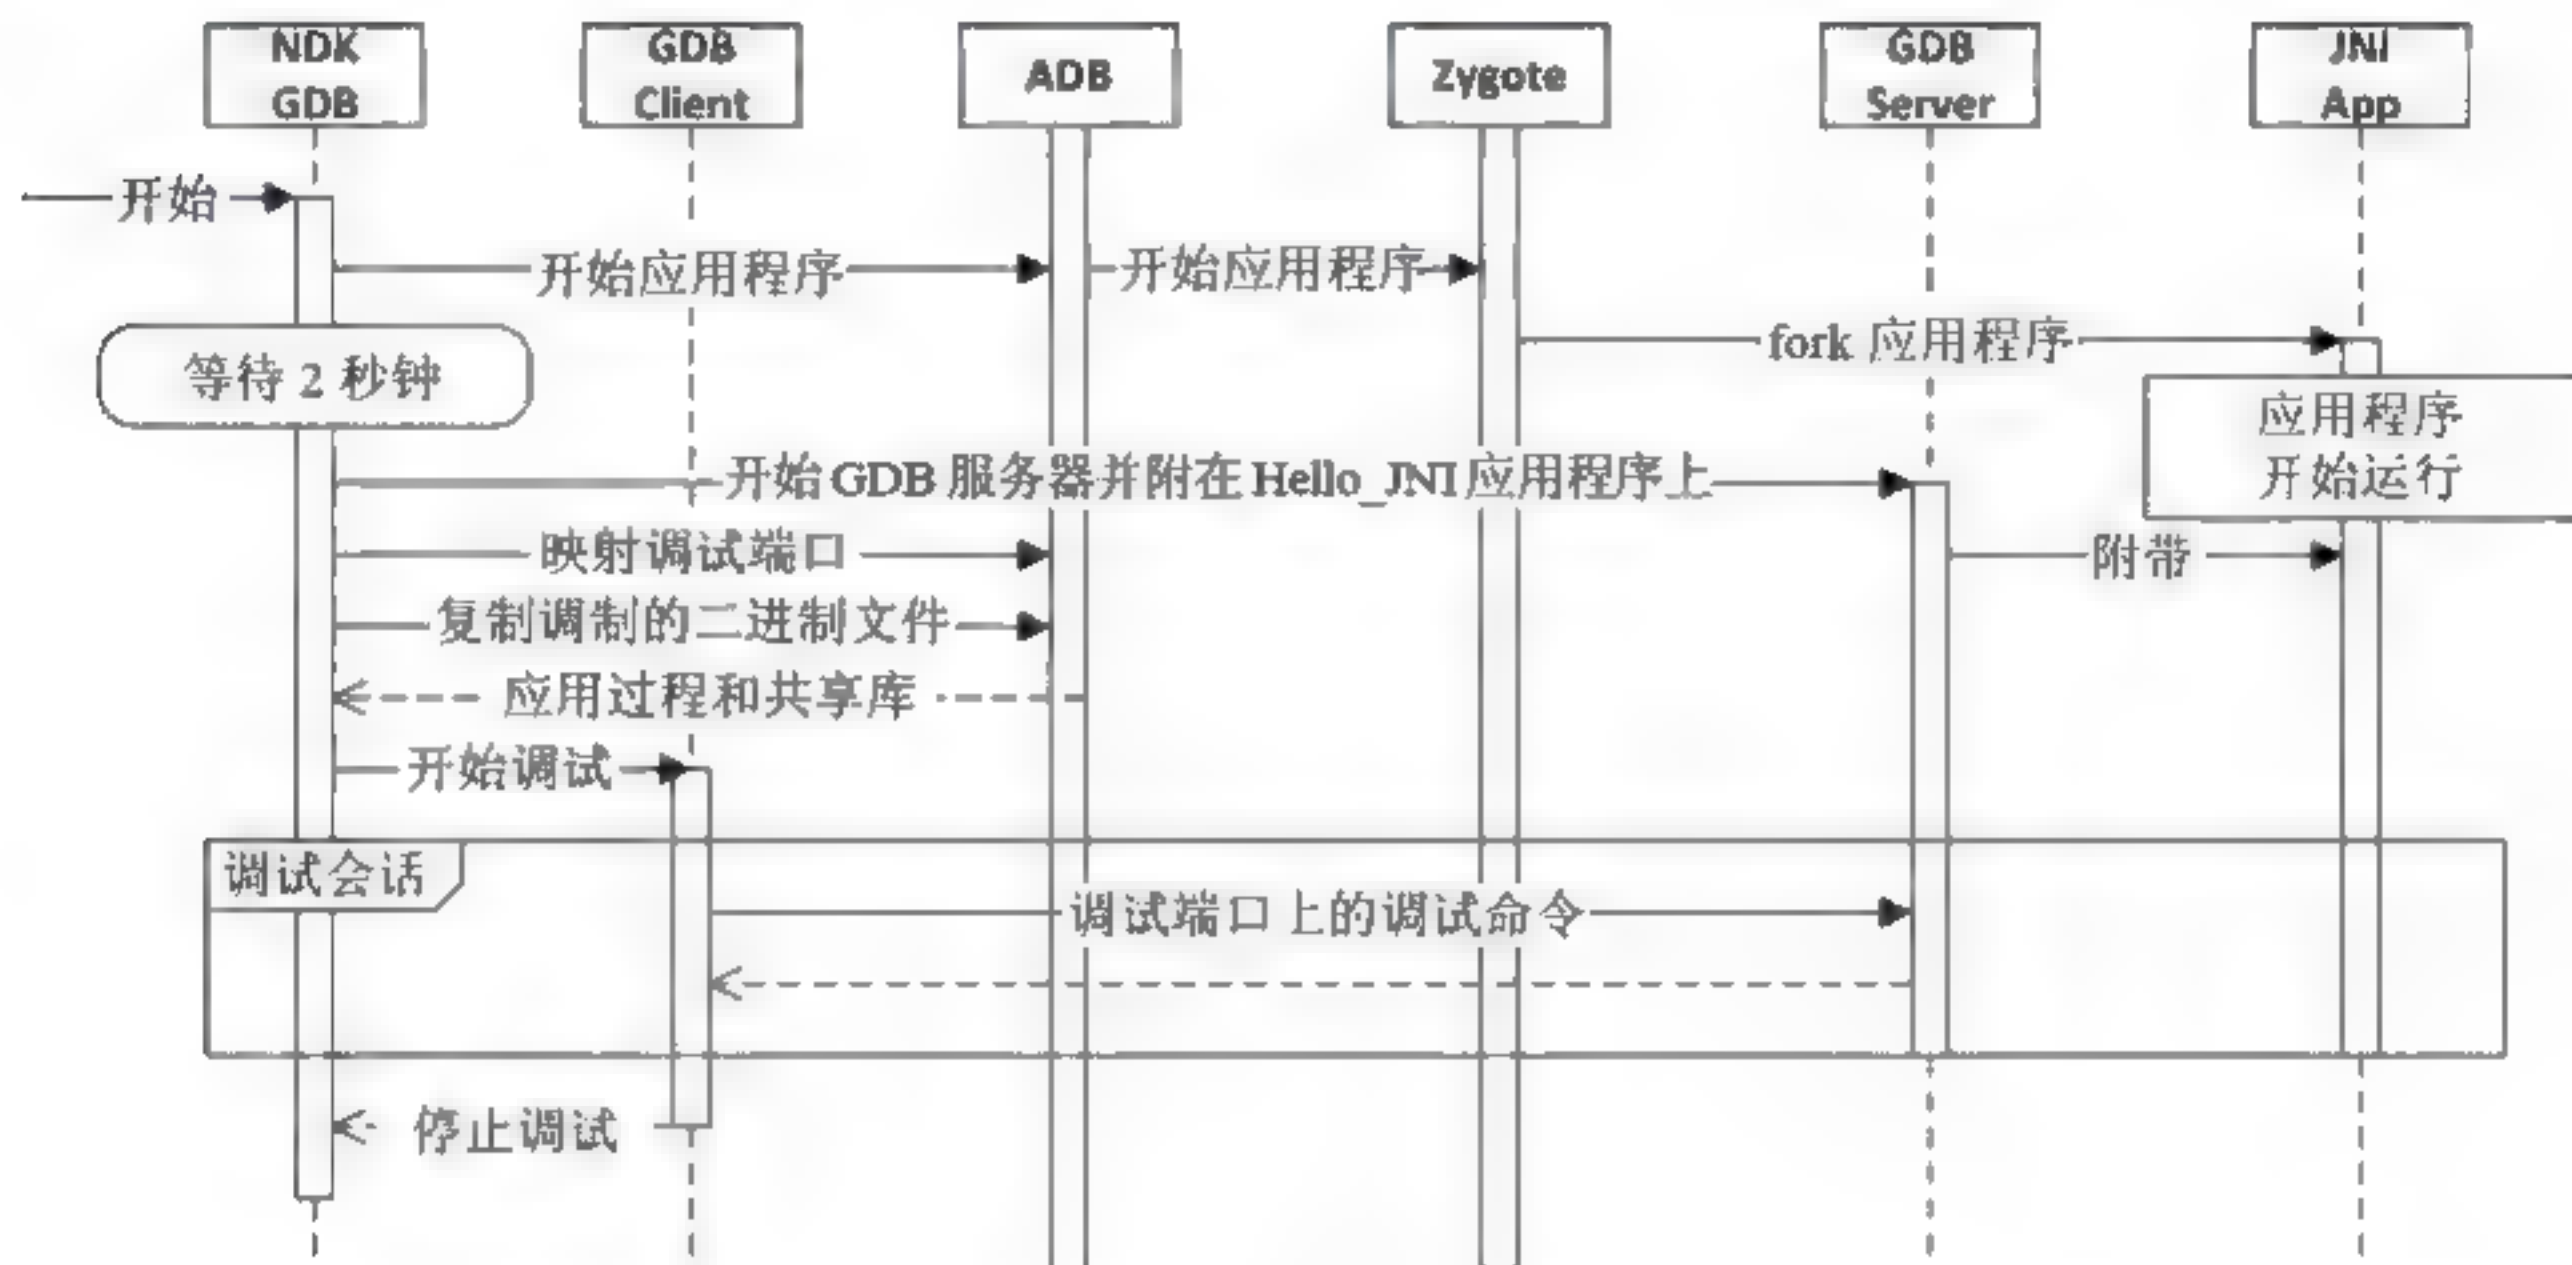 NDK
GDB
GDB
Client
ADB
Zygote
GDB
Server
JNI
App
开始
开始应用程序
开始应用程序
fork 应用程序
等待 2 秒钟
应用程序
开始运行
开始 GDB 服务器并附在 Hello_JNI 应用程序上
映射调试端口
附带
复制调制的二进制文件
应用过程和共享库
开始调试
调试会话
调试端口上的调试命令
停止调试